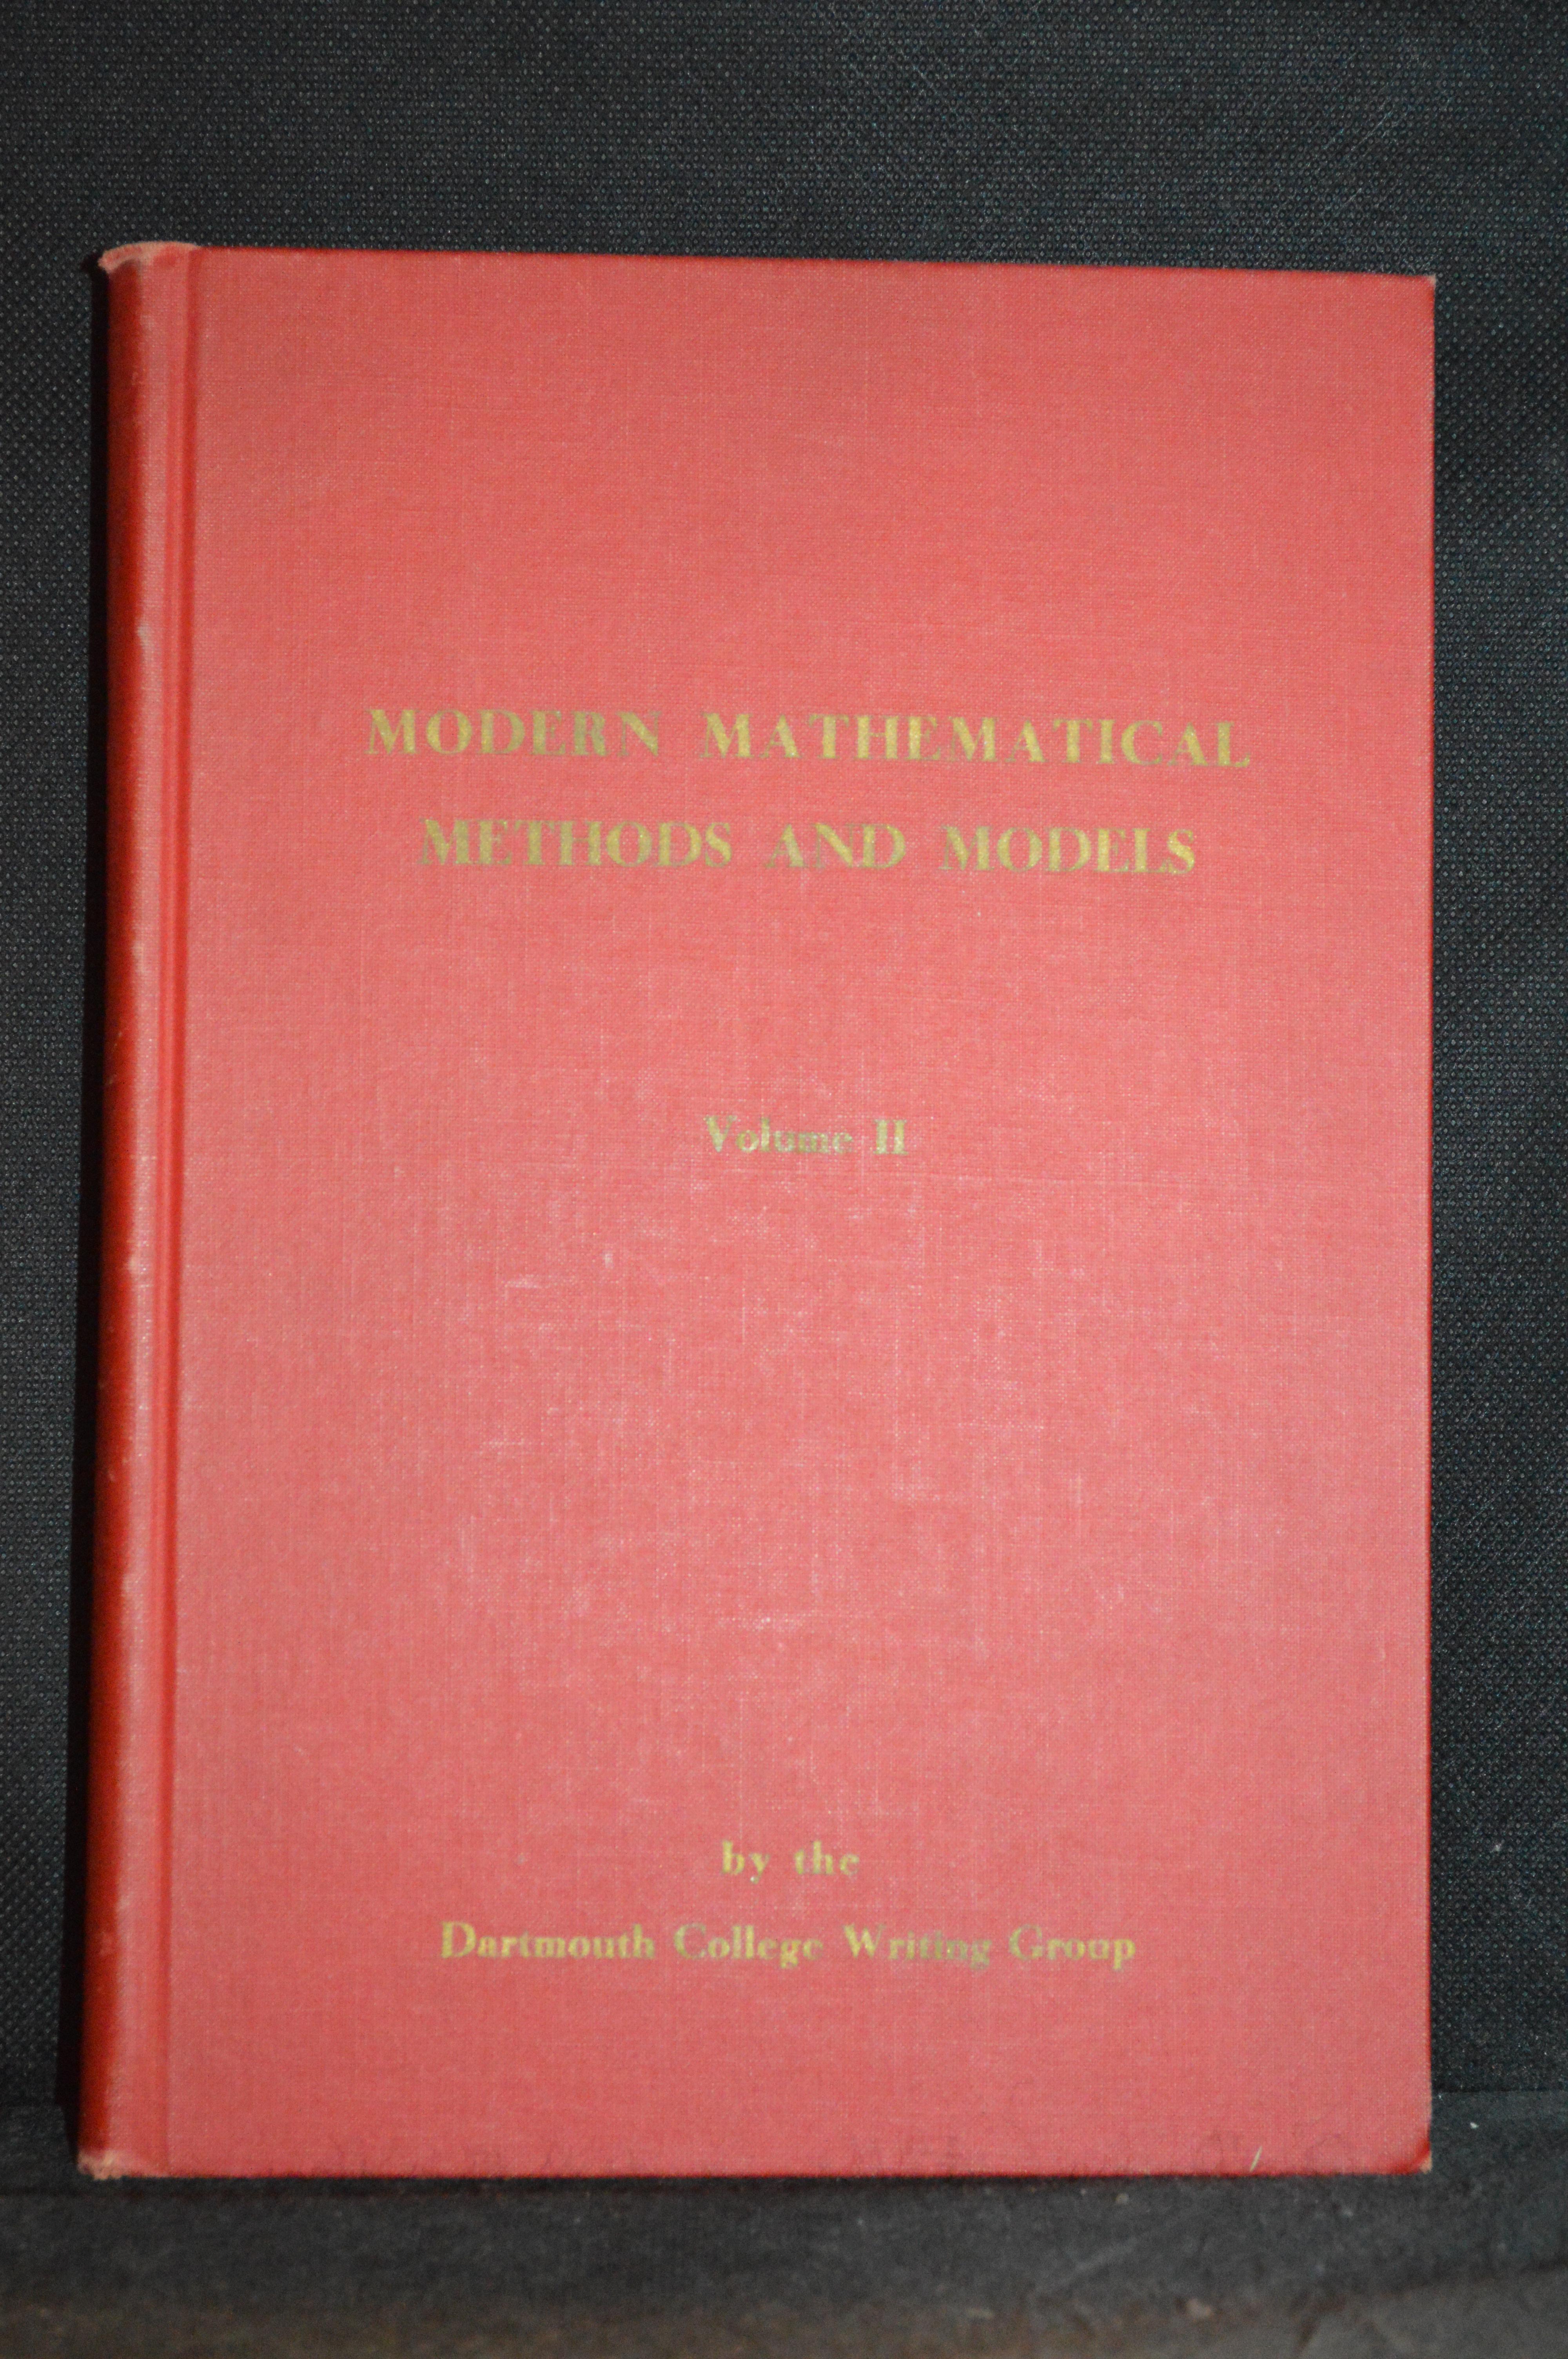 MODERN MATHEMATICAL
METHODS AND MODELS
Volume II
by the
Dartmouth College Writing Group